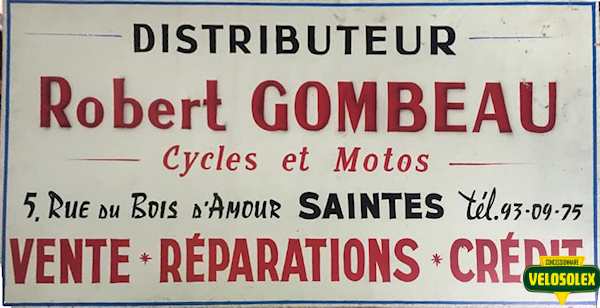 DISTRIBUTEUR
Robert GOMBEAU
Cycles et Motos
5, RUE DU BOIS D'AMOUR SAINTES tél. 93-09-75
VENTE * RÉPARATIONS * CRÉDIT
CONCESSIONNAIRE
VELOSOLEX